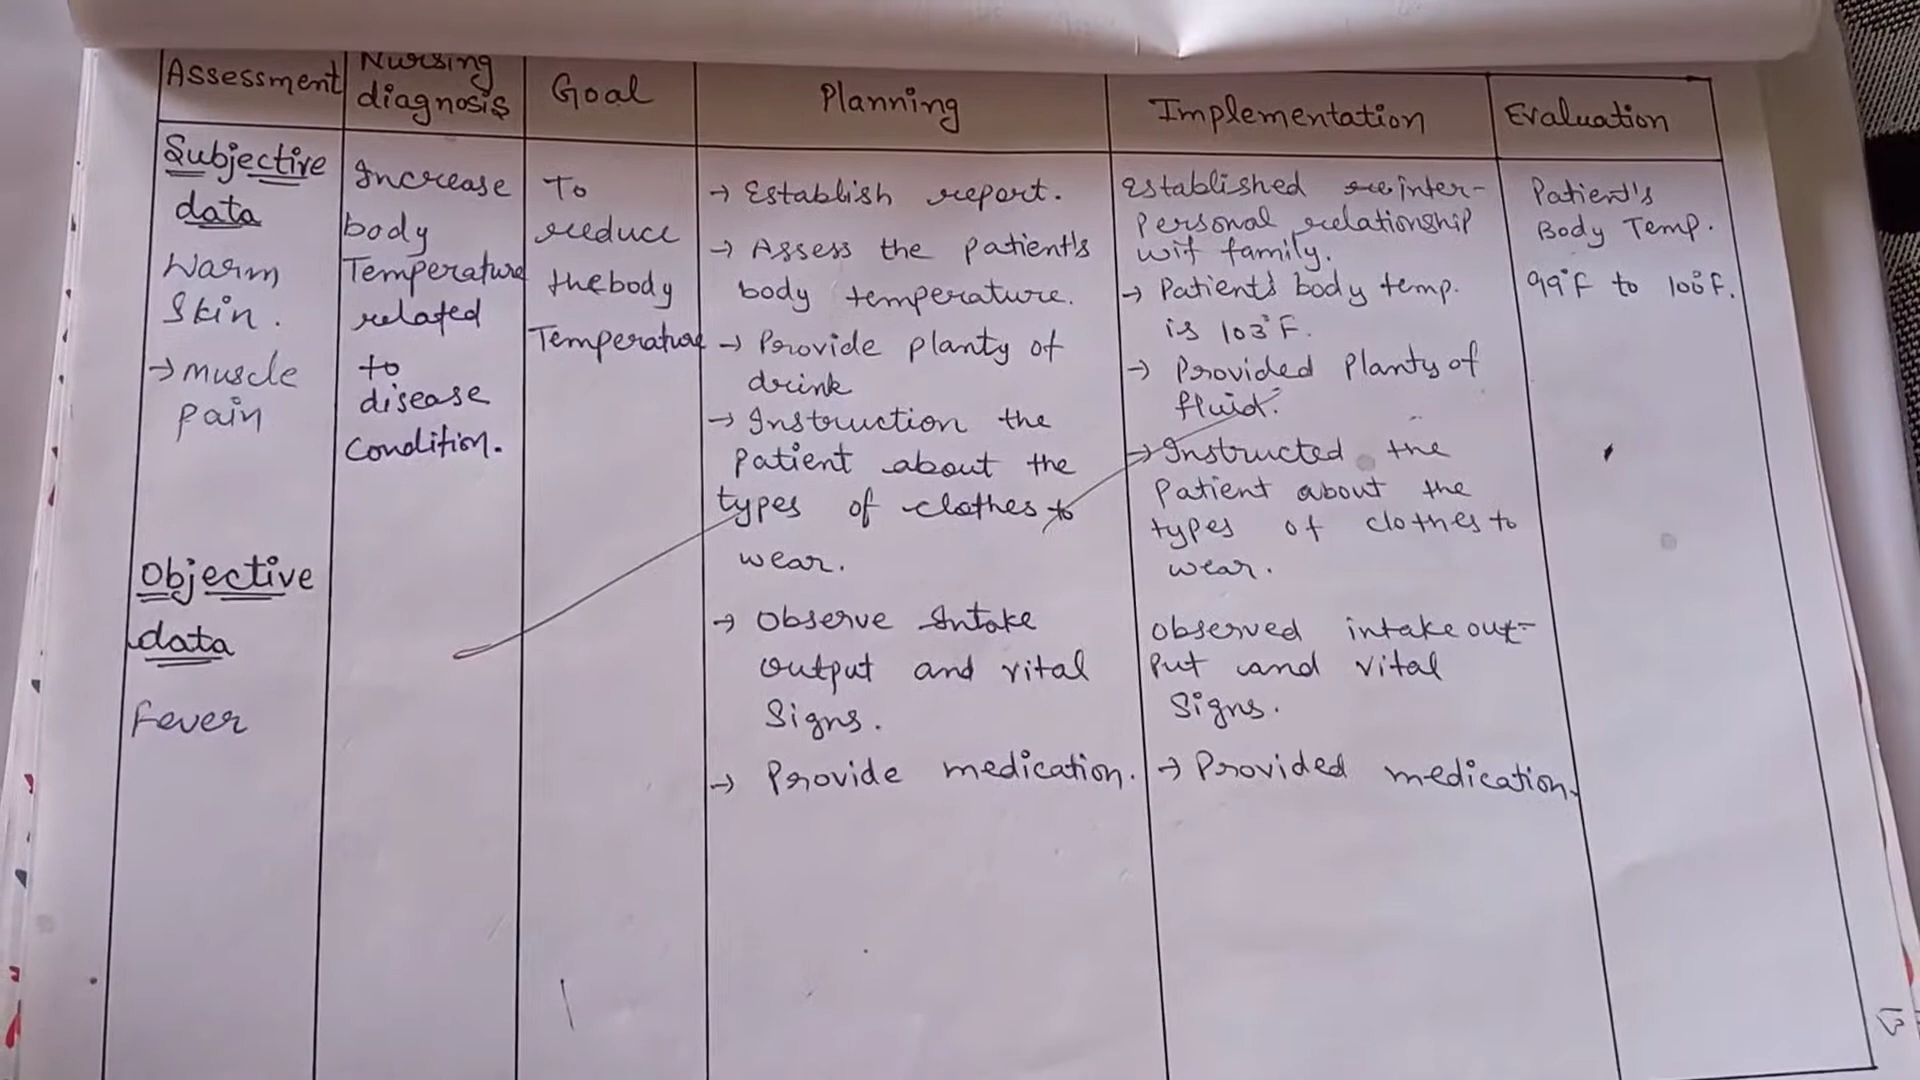 Assessment
Nursing
diagnosis
Goal
Planning
Implementation
Evaluation
Subjective
data
Warm
Skin.
→ muscle
Pain
Objective
data
Fever
Increase
body
Temperature
related
to
disease
Condition.
To
reduce
thebody
Temperature
→ Establish report.
→ Assess the patient's
body temperature.
→ Provide planty of
drink
→ Instruction the
patient about the
types of clothes to
wear.
→ Observe Intake
output and vital
Signs.
→ Provide medication.
established inter-
personal relationship
wit family.
→ Patient's body temp.
is 103°F.
→ Provided planty of
fluid.
→ Instructed the
patient about the
types of clothes to
wear.
Observed intake out-
put and vital
Signs.
→ Provided medication.
Patient's
Body Temp.
99°F to 100°F.